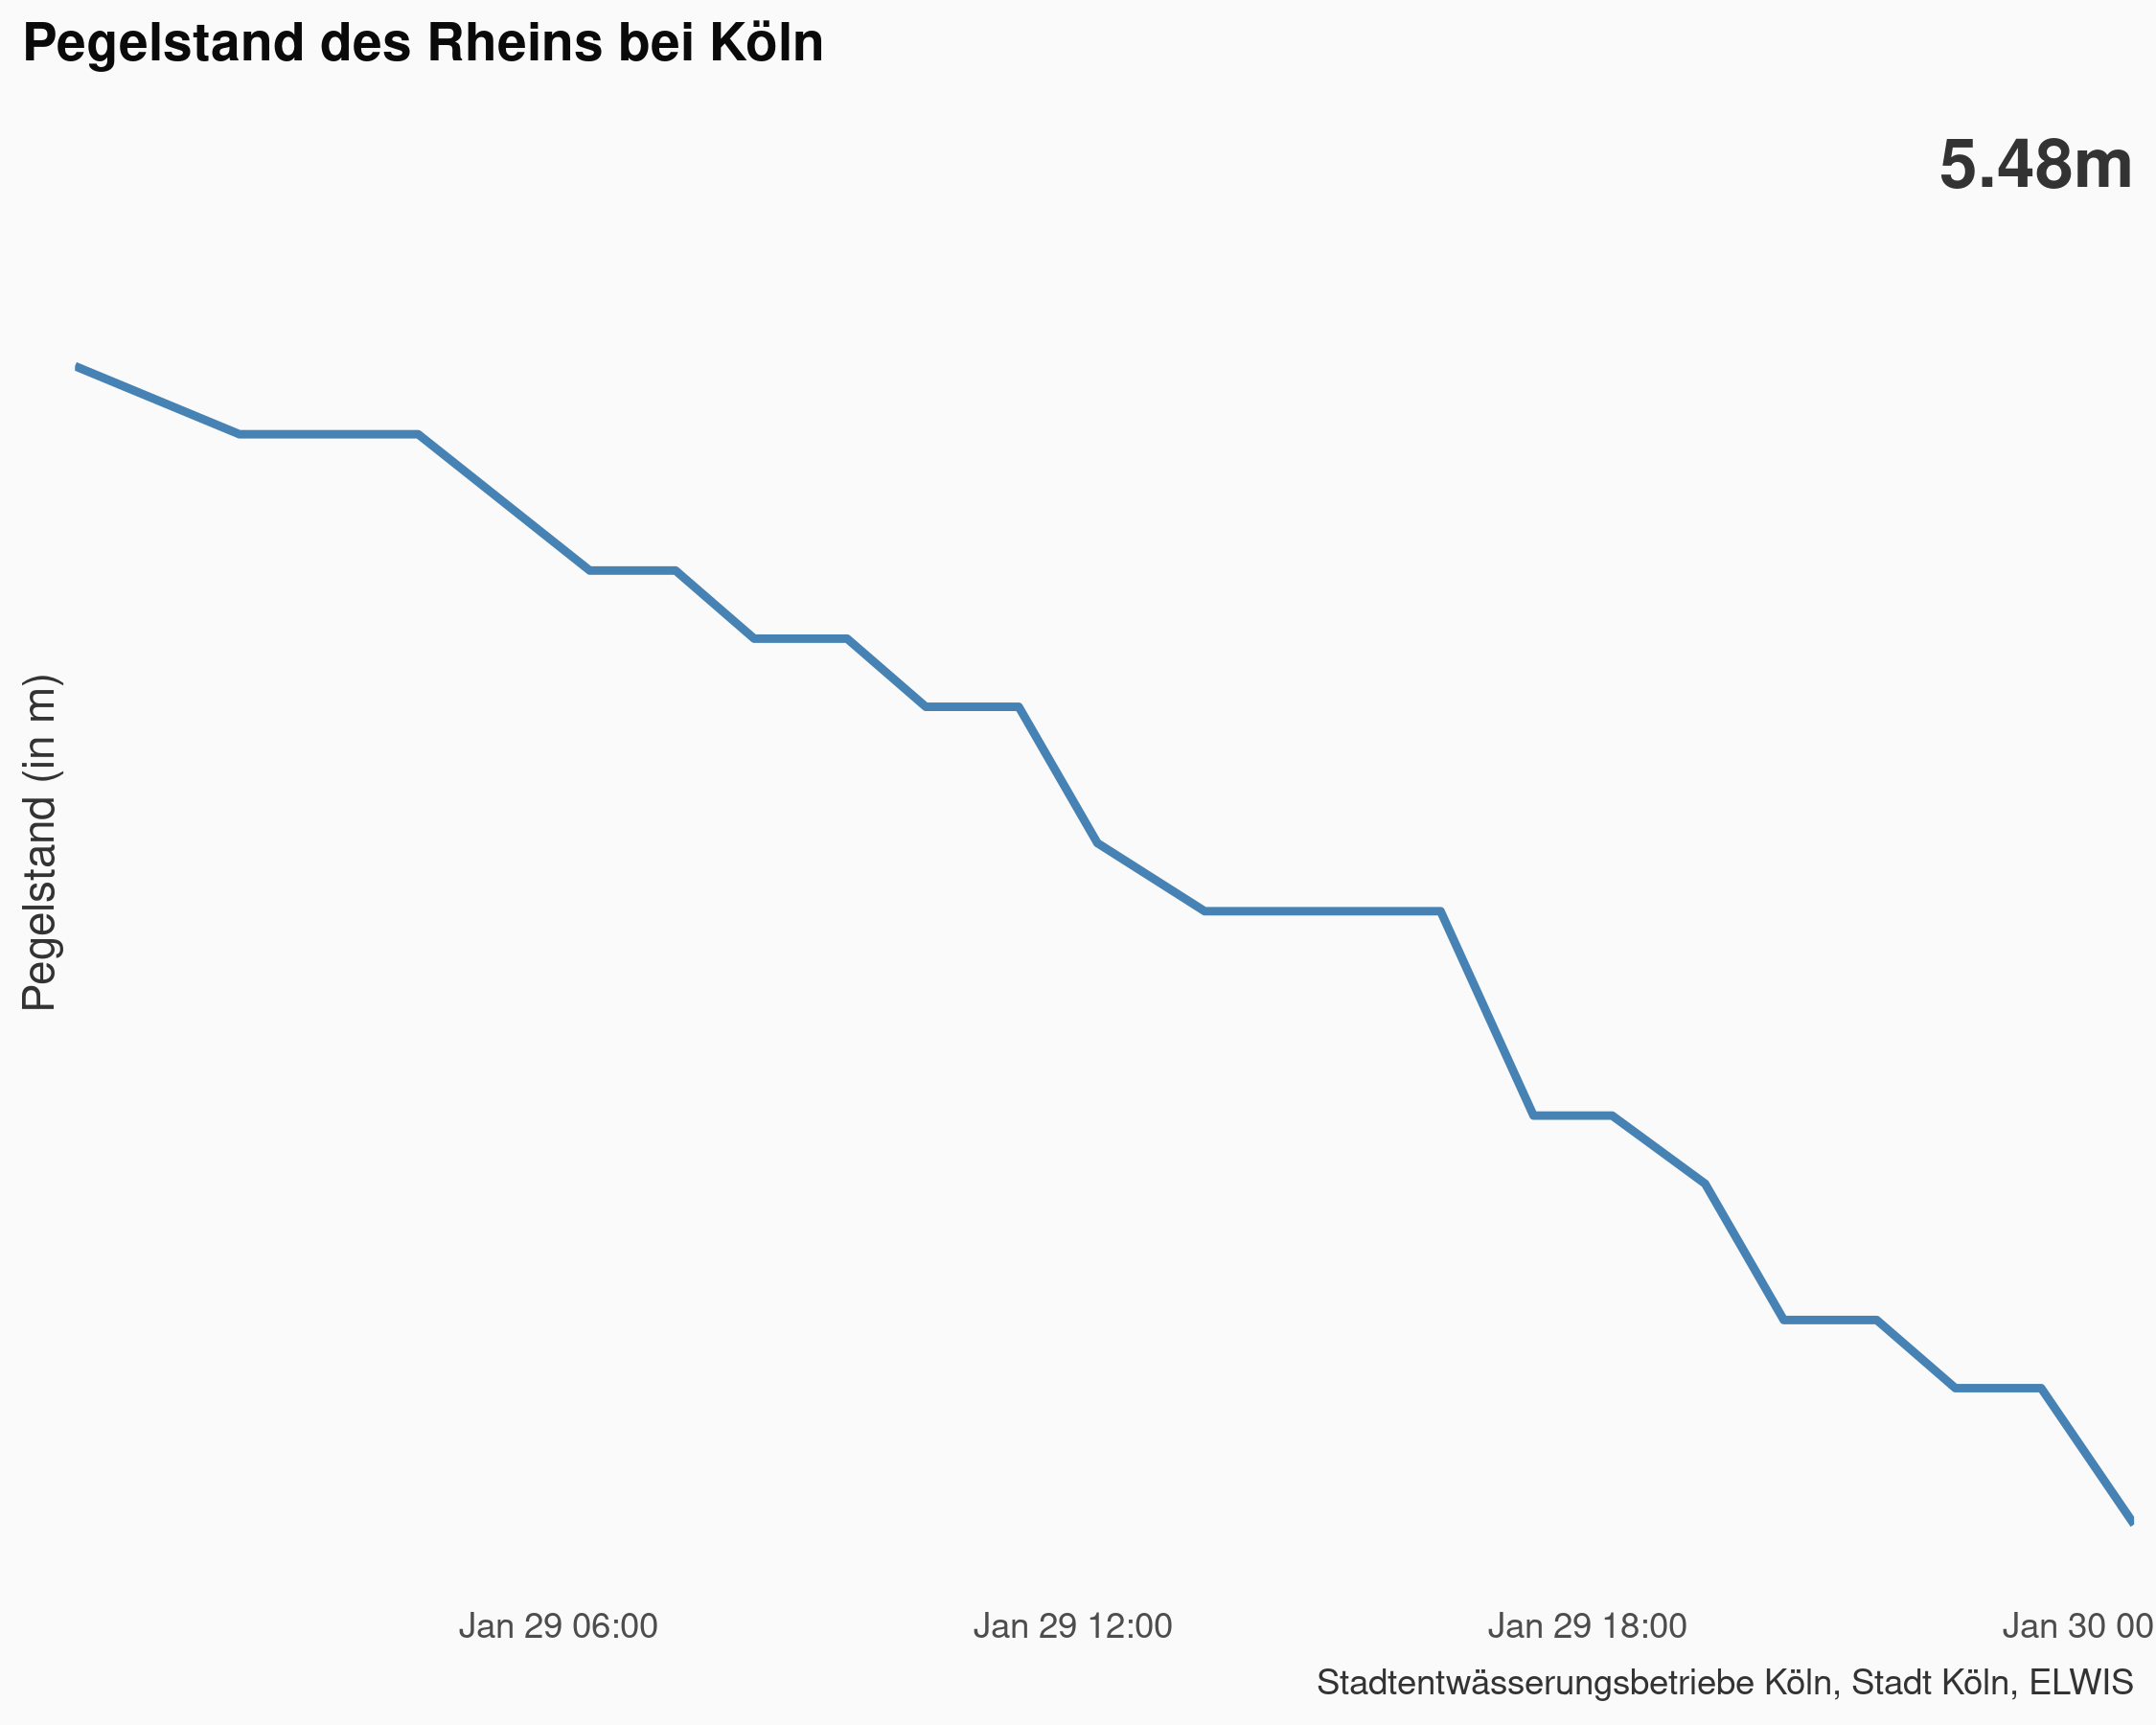 Pegelstand des Rheins bei Köln
5.48m
Pegelstand (in m)
Jan 29 06:00
Jan 29 12:00
Jan 29 18:00
Jan 30 00
Stadtentwässerungsbetriebe Köln, Stadt Köln, ELWIS